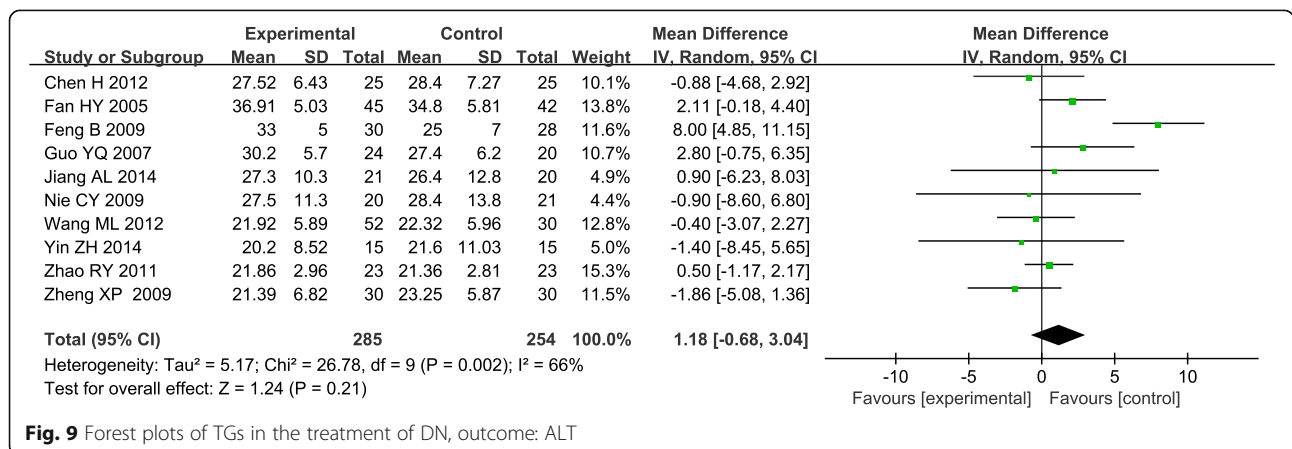 Experimental Control Mean Difference Mean Difference
Study or Subgroup Mean SD Total Mean SD Total Weight IV, Random, 95% CI IV, Random, 95% CI
Chen H 2012 27.52 6.43 25 28.4 7.27 25 10.1% -0.88 [-4.68, 2.92]
Fan HY 2005 36.91 5.03 45 34.8 5.81 42 13.8% 2.11 [-0.18, 4.40]
Feng B 2009 33 5 30 25 7 28 11.6% 8.00 [4.85, 11.15]
Guo YQ 2007 30.2 5.7 24 27.4 6.2 20 10.7% 2.80 [-0.75, 6.35]
Jiang AL 2014 27.3 10.3 21 26.4 12.8 20 4.9% 0.90 [-6.23, 8.03]
Nie CY 2009 27.5 11.3 20 28.4 13.8 21 4.4% -0.90 [-8.60, 6.80]
Wang ML 2012 21.92 5.89 52 22.32 5.96 30 12.8% -0.40 [-3.07, 2.27]
Yin ZH 2014 20.2 8.52 15 21.6 11.03 15 5.0% -1.40 [-8.45, 5.65]
Zhao RY 2011 21.86 2.96 23 21.36 2.81 23 15.3% 0.50 [-1.17, 2.17]
Zheng XP 2009 21.39 6.82 30 23.25 5.87 30 11.5% -1.86 [-5.08, 1.36]
Total (95% CI) 285 254 100.0% 1.18 [-0.68, 3.04]
Heterogeneity: Tau² = 5.17; Chi² = 26.78, df = 9 (P = 0.002); I² = 66%
Test for overall effect: Z = 1.24 (P = 0.21)
-10 -5 0 5 10
Favours [experimental] Favours [control]
Fig. 9 Forest plots of TGs in the treatment of DN, outcome: ALT